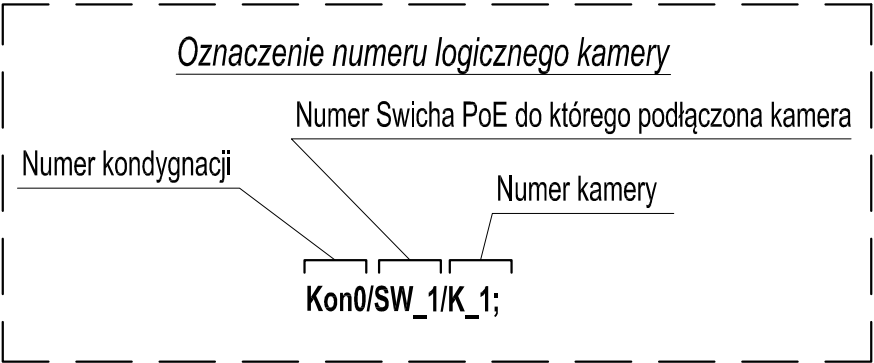 Oznaczenie numeru logicznego kamery
Numer Swicha PoE do którego podłączona kamera
Numer kondygnacji
Numer kamery
Kon0/SW_1/K_1;